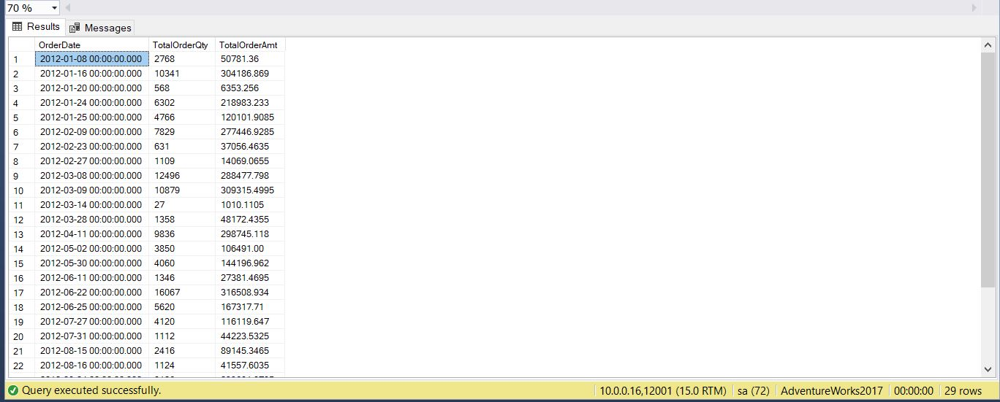 70 %
Results Messages
OrderDate TotalOrderQty TotalOrderAmt
1 2012-01-08 00:00:00.000 2768 50781.36
2 2012-01-16 00:00:00.000 10341 304186.869
3 2012-01-20 00:00:00.000 568 6353.256
4 2012-01-24 00:00:00.000 6302 218983.233
5 2012-01-25 00:00:00.000 4766 120101.9085
6 2012-02-09 00:00:00.000 7829 277446.9285
7 2012-02-23 00:00:00.000 631 37056.4635
8 2012-02-27 00:00:00.000 1109 14069.0655
9 2012-03-08 00:00:00.000 12496 288477.798
10 2012-03-09 00:00:00.000 10879 309315.4995
11 2012-03-14 00:00:00.000 27 1010.1105
12 2012-03-28 00:00:00.000 1358 48172.4355
13 2012-04-11 00:00:00.000 9836 298745.118
14 2012-05-02 00:00:00.000 3850 106491.00
15 2012-05-30 00:00:00.000 4060 144196.962
16 2012-06-11 00:00:00.000 1346 27381.4695
17 2012-06-22 00:00:00.000 16067 316508.934
18 2012-06-25 00:00:00.000 5620 167317.71
19 2012-07-27 00:00:00.000 4120 116119.647
20 2012-07-31 00:00:00.000 1112 44223.5325
21 2012-08-15 00:00:00.000 2416 89145.3465
22 2012-08-16 00:00:00.000 1124 41557.6035
Query executed successfully. 10.0.0.16,12001 (15.0 RTM) sa (72) AdventureWorks2017 00:00:00 29 rows